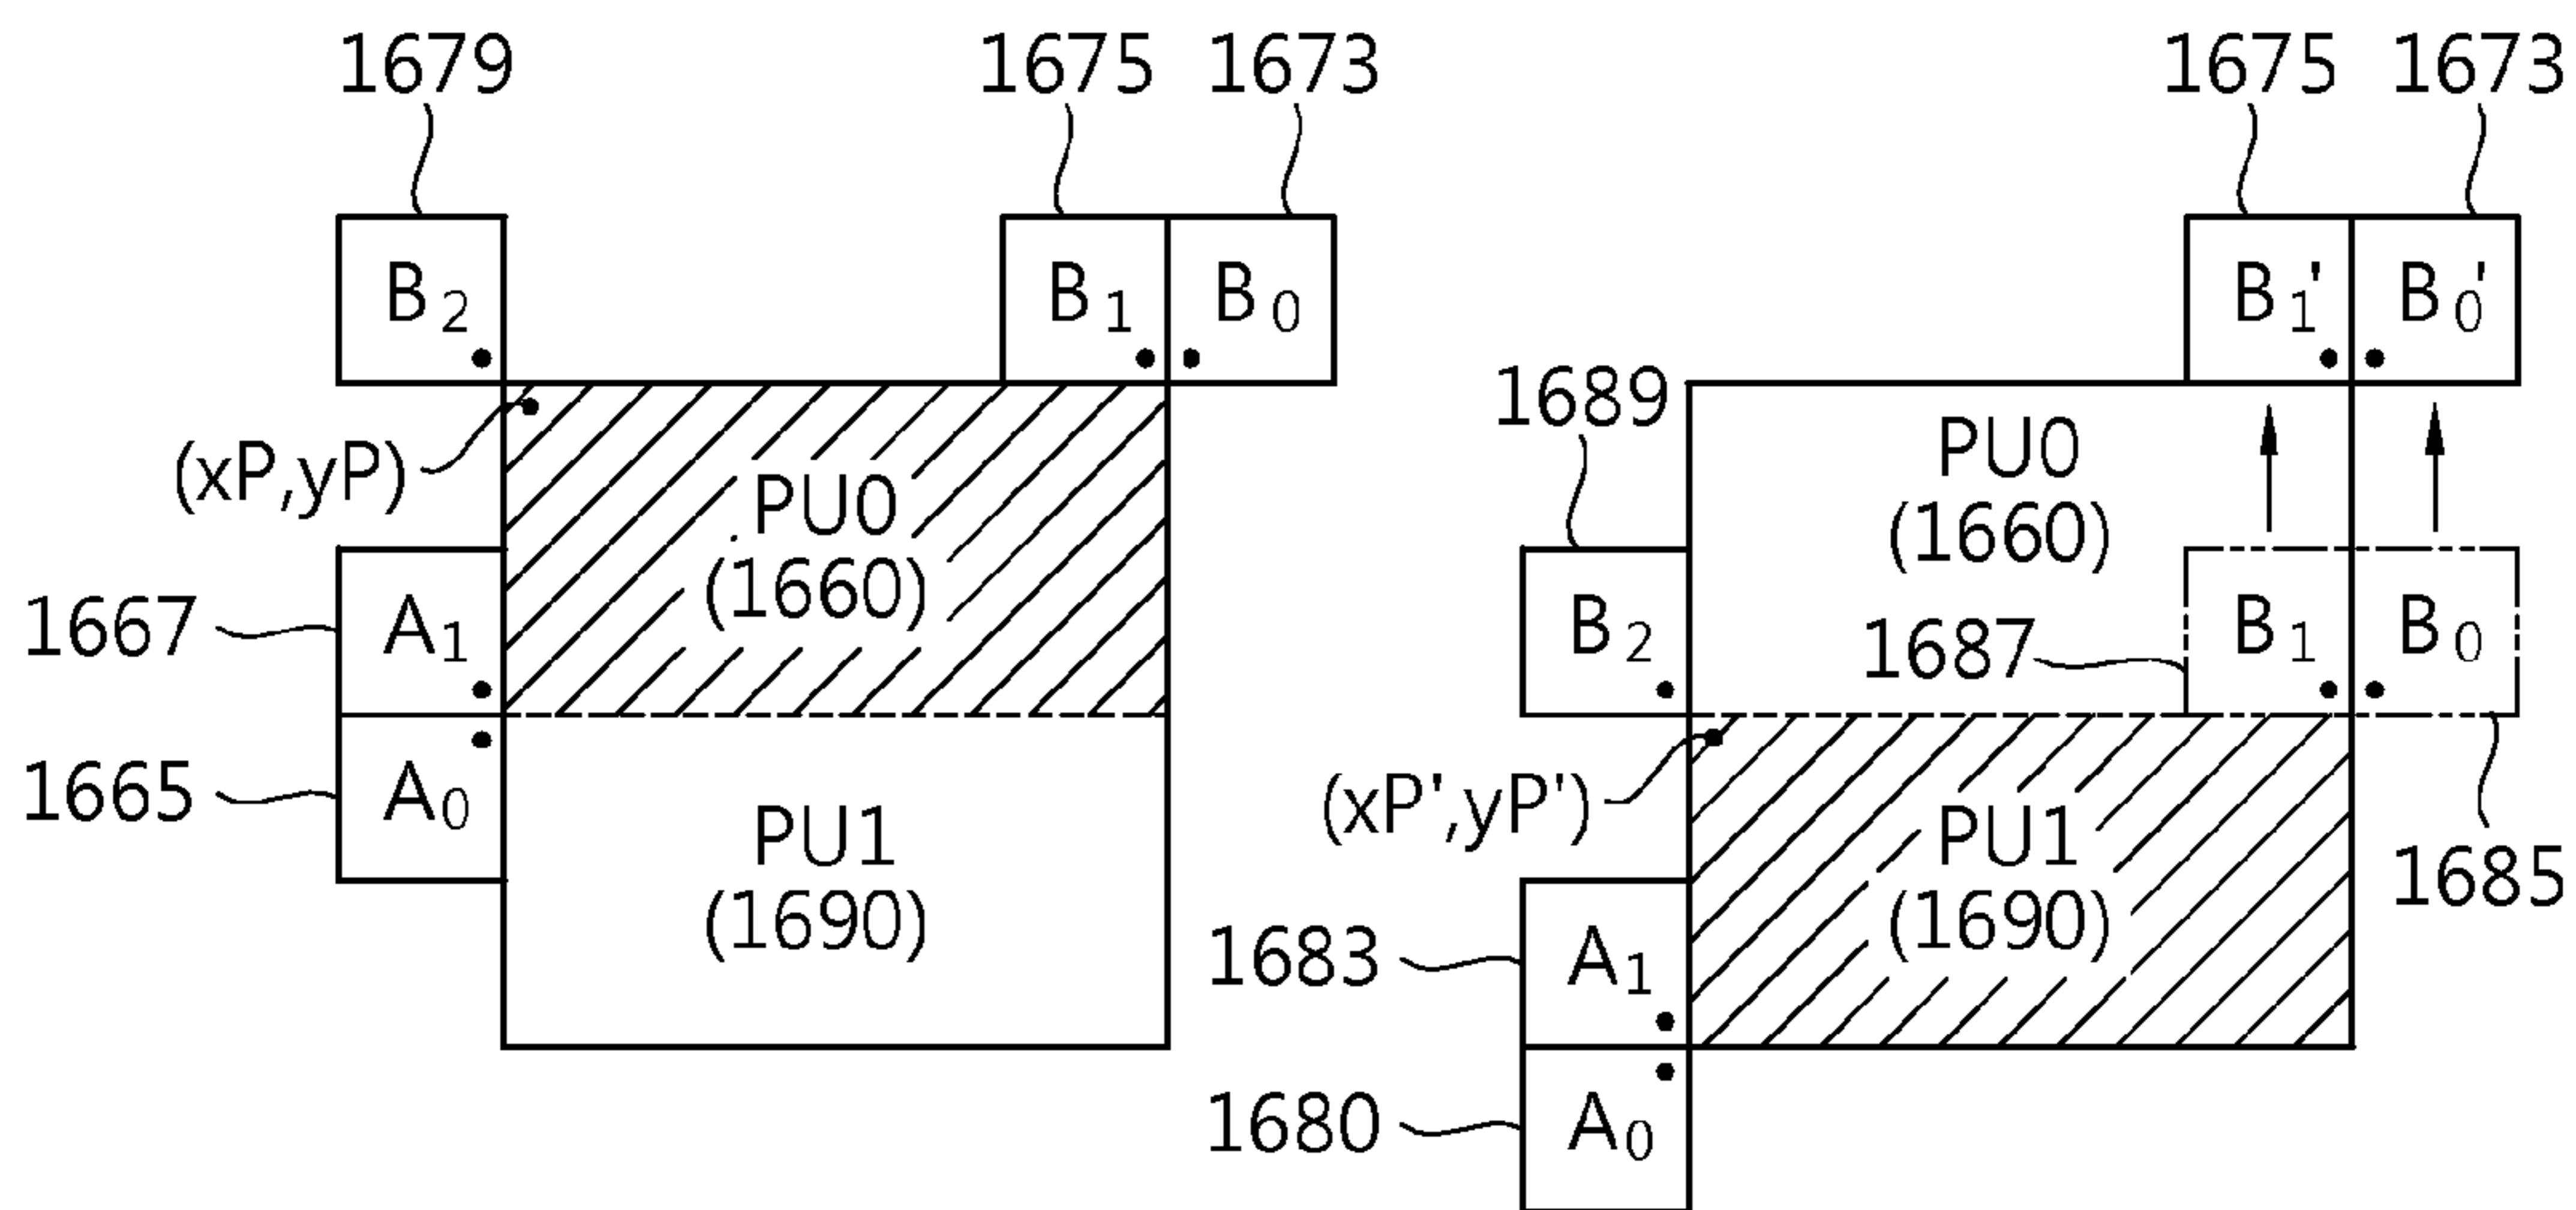 1679
1675
1673
B2
B1
B0
(xP,yP)
PU0
(1660)
1667
A1
1665
A0
PU1
(1690)
1675
1673
B1'
B0'
1689
PU0
(1660)
B2
1687
B1
B0
(xP',yP')
1685
PU1
(1690)
1683
A1
1680
A0